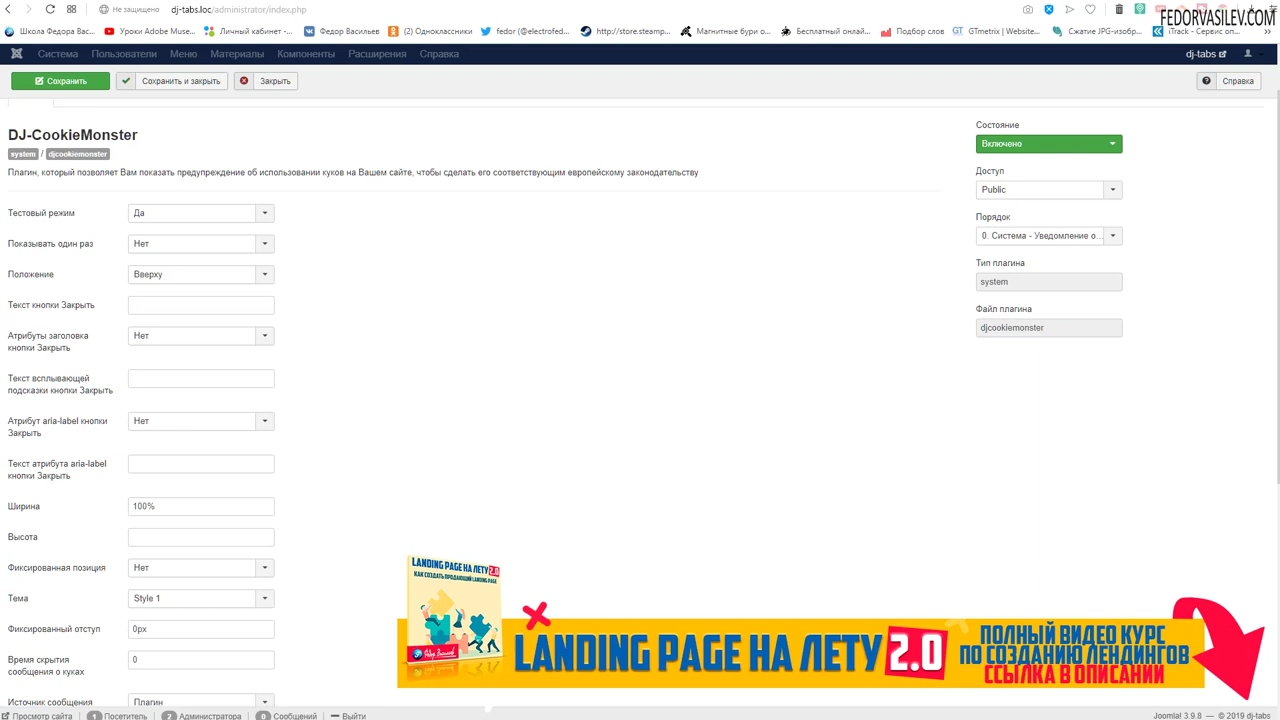 Не защищено dj-tabs.loc/administrator/index.php
FEDORVASILEV.COM
Школа Федора Васи...
Уроки Adobe Muse...
Личный кабинет -...
Федор Васильев
(2) Одноклассники
fedor (@electrofed...
http://store.steamp...
Магнитные бури о...
Бесплатный онлай...
Подбор слов
GTmetrix | Website...
Сжатие JPG-изобр...
iTrack - Сервис оп...
Система Пользователи Меню Материалы Компоненты Расширения Справка
dj-tabs
Сохранить
Сохранить и закрыть
Закрыть
Справка
DJ-CookieMonster
system / djcookiemonster
Плагин, который позволяет Вам показать предупреждение об использовании куков на Вашем сайте, чтобы сделать его соответствующим европейскому законодательству
Тестовый режим
Да
Показывать один раз
Нет
Положение
Вверху
Текст кнопки Закрыть
Атрибуты заголовка
кнопки Закрыть
Нет
Текст всплывающей
подсказки кнопки Закрыть
Атрибут aria-label кнопки
Закрыть
Нет
Текст атрибута aria-label
кнопки Закрыть
Ширина
100%
Высота
Фиксированная позиция
Нет
Тема
Style 1
Фиксированный отступ
0px
Время скрытия
сообщения о куках
0
Источник сообщения
Плагин
Состояние
Включено
Доступ
Public
Порядок
0. Система - Уведомление о...
Тип плагина
system
Файл плагина
djcookiemonster
LANDING PAGE НА ЛЕТУ 2.0
КАК СОЗДАТЬ ПРОДАЮЩИЙ LANDING PAGE
Федор Васильев
LANDING PAGE НА ЛЕТУ 2.0
ПОЛНЫЙ ВИДЕО КУРС
ПО СОЗДАНИЮ ЛЕНДИНГОВ
ССЫЛКА В ОПИСАНИИ
Просмотр сайта
1 Посетитель
2 Администратора
0 Сообщений
Выйти
Joomla! 3.9.8 — © 2019 dj-tabs